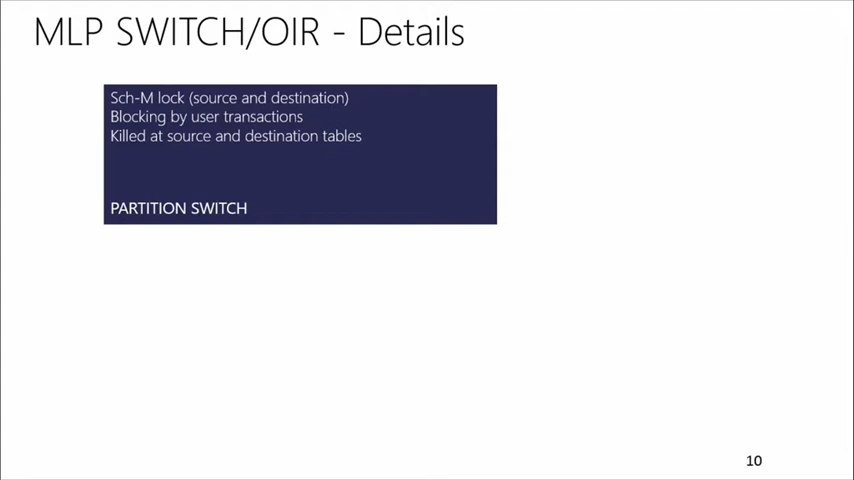 MLP SWITCH/OIR - Details
Sch-M lock (source and destination)
Blocking by user transactions
Killed at source and destination tables
PARTITION SWITCH
10